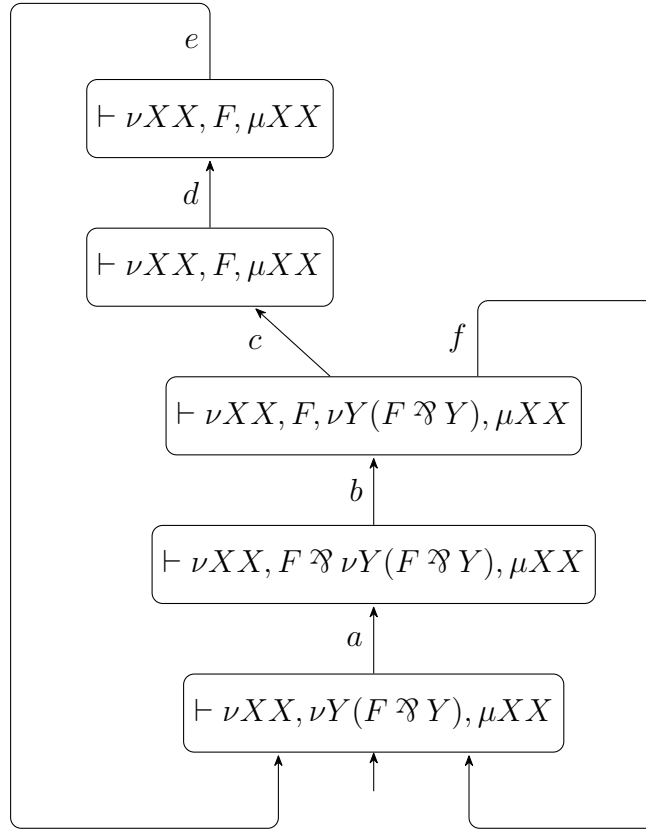 e
⊢ νXX, F, μXX
d
⊢ νXX, F, μXX
c
f
⊢ νXX, F, νY(F ⅋ Y), μXX
b
⊢ νXX, F ⅋ νY(F ⅋ Y), μXX
a
⊢ νXX, νY(F ⅋ Y), μXX